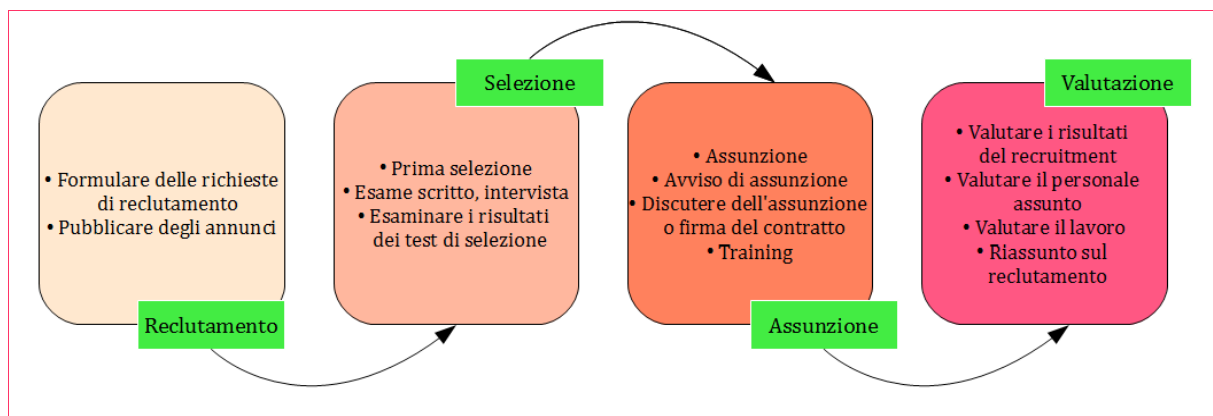 • Formulare delle richieste
di reclutamento
• Pubblicare degli annunci
Reclutamento
Selezione
• Prima selezione
• Esame scritto, intervista
• Esaminare i risultati
dei test di selezione
• Assunzione
• Avviso di assunzione
• Discutere dell'assunzione
o firma del contratto
• Training
Assunzione
Valutazione
• Valutare i risultati
del recruitment
• Valutare il personale
assunto
• Valutare il lavoro
• Riassunto sul
reclutamento